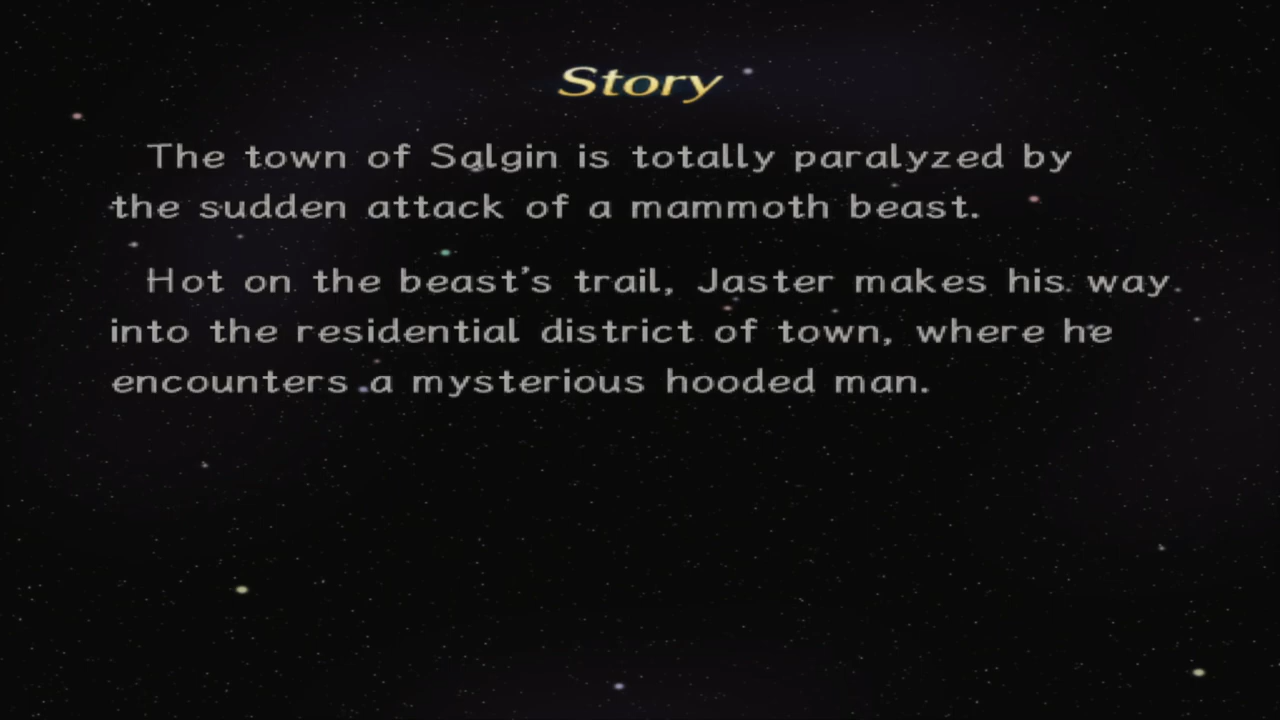 Story
The town of Salgin is totally paralyzed by
the sudden attack of a mammoth beast.
Hot on the beast's trail, Jaster makes his way
into the residential district of town, where he
encounters a mysterious hooded man.